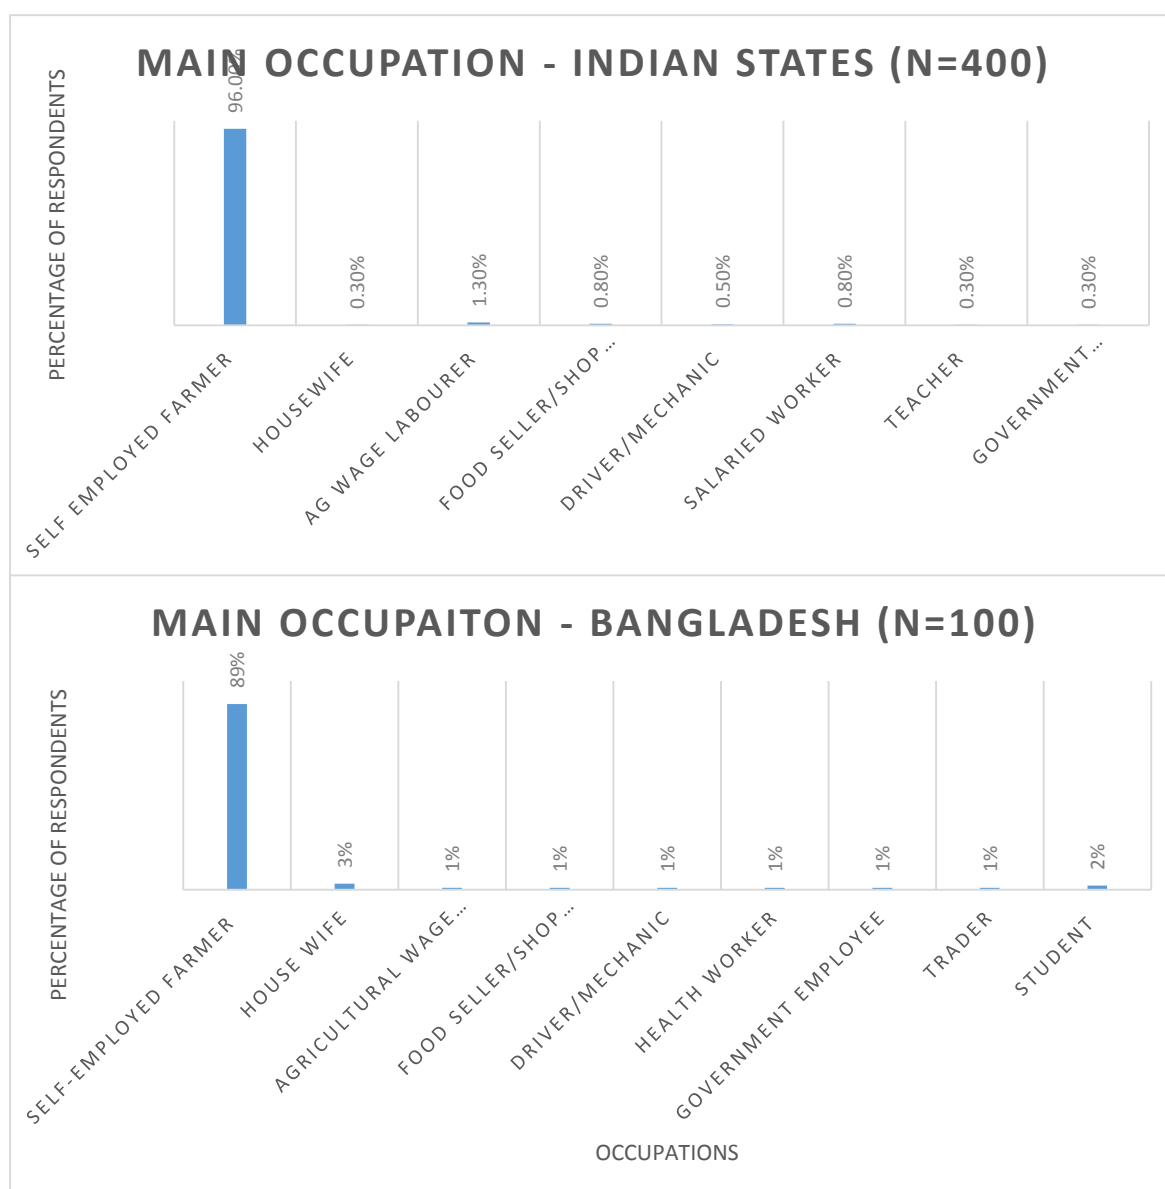 MAIN OCCUPATION - INDIAN STATES (N=400)
PERCENTAGE OF RESPONDENTS
96.00%
0.30%
1.30%
0.80%
0.50%
0.80%
0.30%
0.30%
SELF EMPLOYED FARMER
HOUSEWIFE
AG WAGE LABOURER
FOOD SELLER/SHOP...
DRIVER/MECHANIC
SALARIED WORKER
TEACHER
GOVERNMENT...
MAIN OCCUPAITON - BANGLADESH (N=100)
PERCENTAGE OF RESPONDENTS
89%
3%
1%
1%
1%
1%
1%
1%
2%
SELF-EMPLOYED FARMER
HOUSE WIFE
AGRICULTURAL WAGE...
FOOD SELLER/SHOP...
DRIVER/MECHANIC
HEALTH WORKER
GOVERNMENT EMPLOYEE
TRADER
STUDENT
OCCUPATIONS